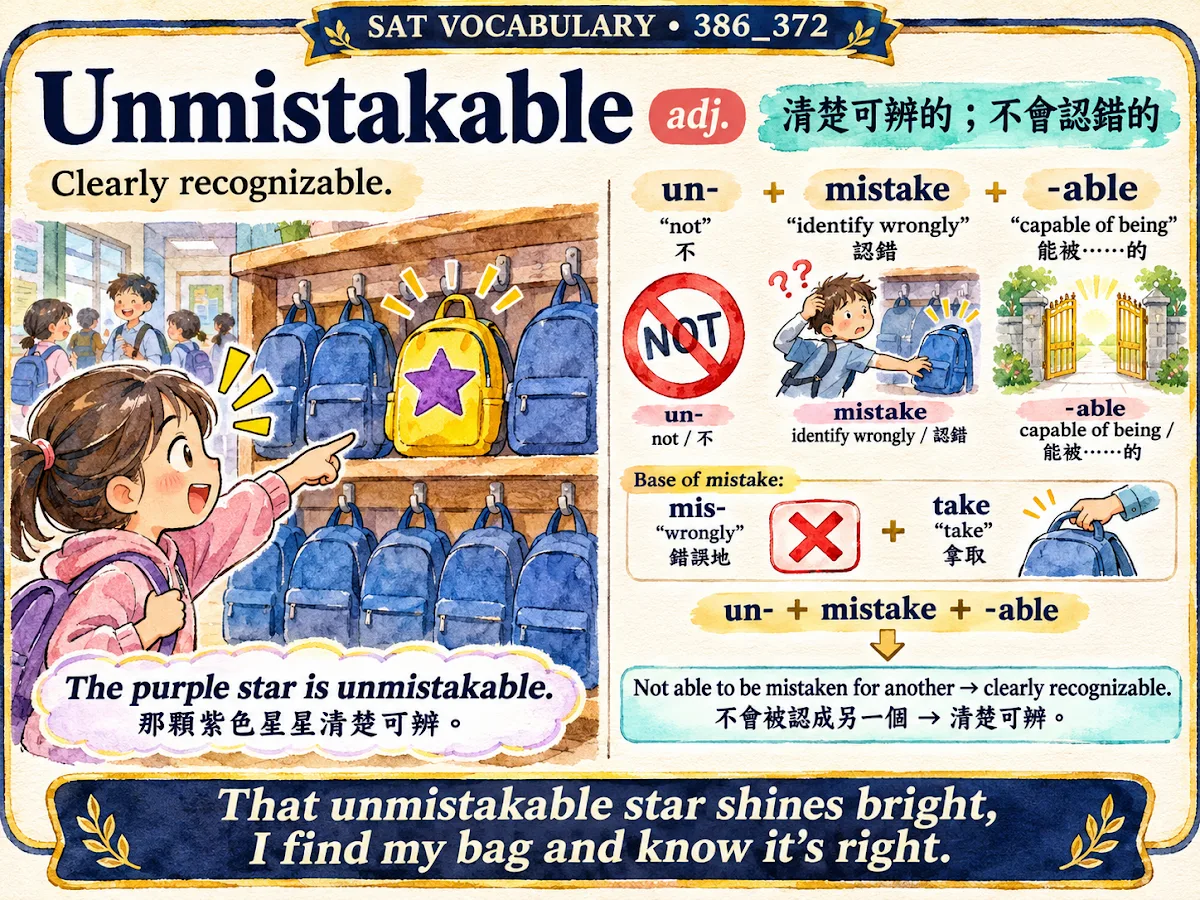 SAT VOCABULARY • 386_372
Unmistakable
adj.
清楚可辨的；不會認錯的
Clearly recognizable.
un- + mistake + -able
“not”
不
“identify wrongly”
認錯
“capable of being”
能被……的
??
NOT
un-
not / 不
mistake
identify wrongly / 認錯
-able
capable of being /
能被……的
Base of mistake:
mis-
“wrongly”
錯誤地
+
take
“take”
拿取
un- + mistake + -able
Not able to be mistaken for another → clearly recognizable.
不會被認成另一個 → 清楚可辨。
The purple star is unmistakable.
那顆紫色星星清楚可辨。
That unmistakable star shines bright,
I find my bag and know it’s right.